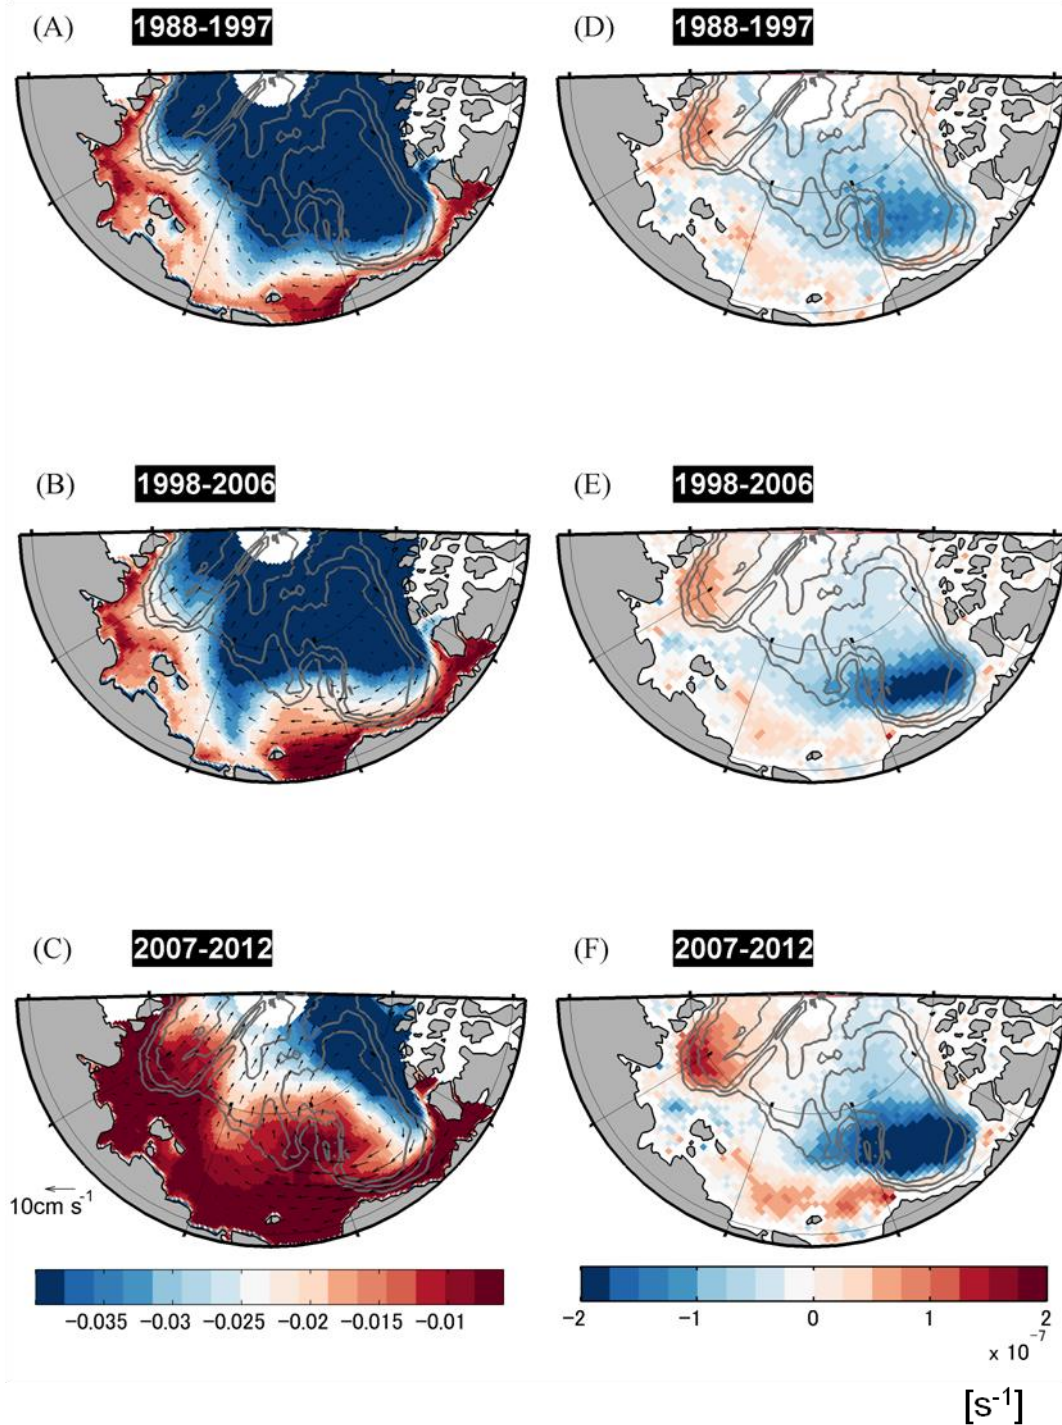 (A) 1988-1997
(D) 1988-1997
(B) 1998-2006
(E) 1998-2006
(C) 2007-2012
(F) 2007-2012
10cm s⁻¹
−0.035 −0.03 −0.025 −0.02 −0.015 −0.01
−2 −1 0 1 2
x 10⁻⁷
[s⁻¹]